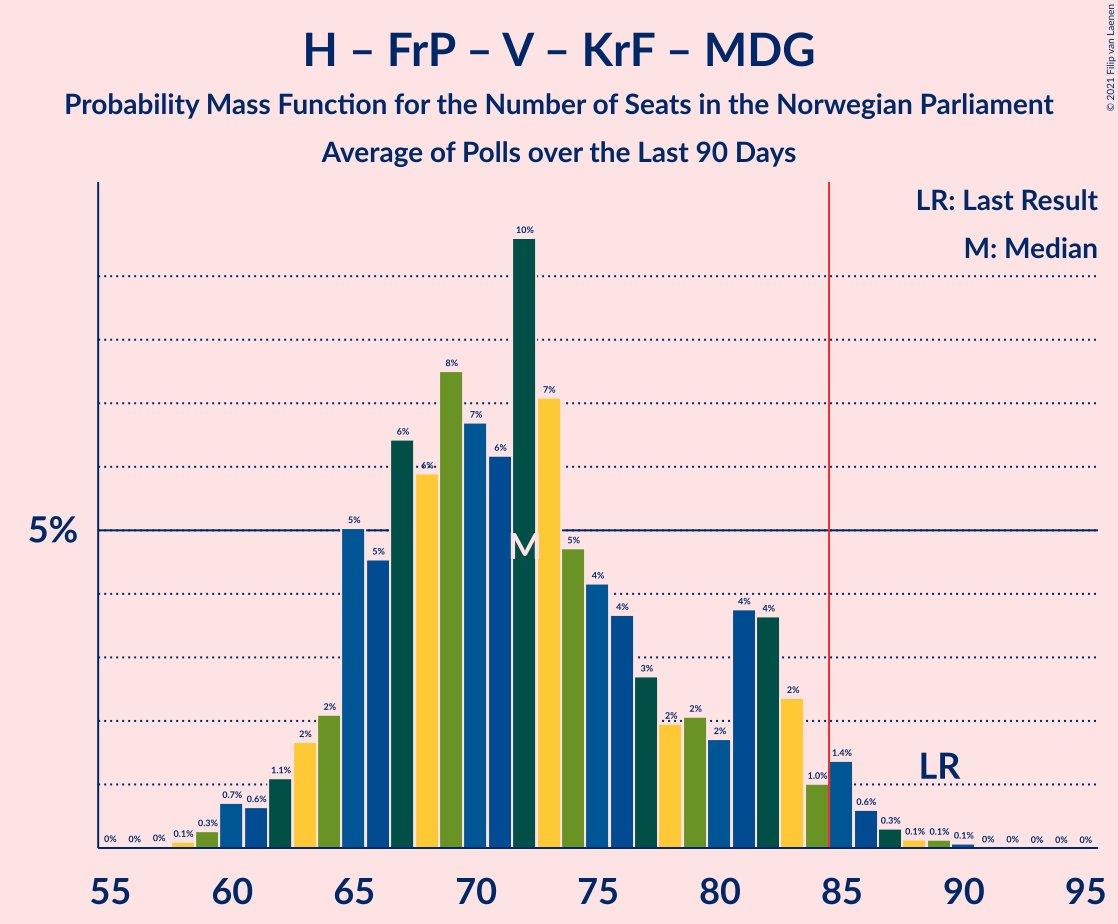 H – FrP – V – KrF – MDG
Probability Mass Function for the Number of Seats in the Norwegian Parliament
Average of Polls over the Last 90 Days
© 2021 Filip van Laenen
LR: Last Result
M: Median
5%
0% 0% 0% 0.1% 0.3% 0.7% 0.6% 1.1% 2% 2% 5% 5% 6% 6% 8% 7% 6% 10% 7% 5% 4% 4% 3% 2% 2% 2% 4% 4% 2% 1.0% 1.4% 0.6% 0.3% 0.1% 0.1% 0.1% 0% 0% 0% 0% 0%
M
LR
55 60 65 70 75 80 85 90 95